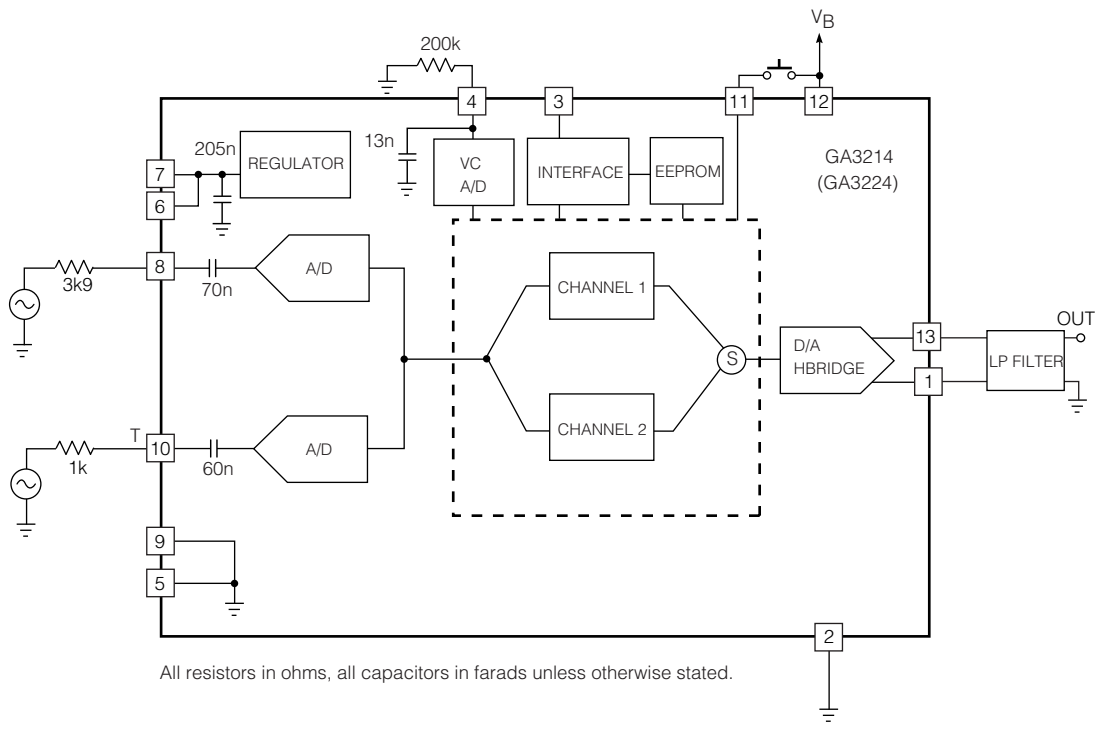 VB
200k
4
3
11
12
13n
VC
A/D
INTERFACE
EEPROM
GA3214
(GA3224)
205n
REGULATOR
7
6
8
3k9
70n
A/D
CHANNEL 1
S
D/A
HBRIDGE
13
1
LP FILTER
OUT
CHANNEL 2
T
10
1k
60n
A/D
9
5
2
All resistors in ohms, all capacitors in farads unless otherwise stated.